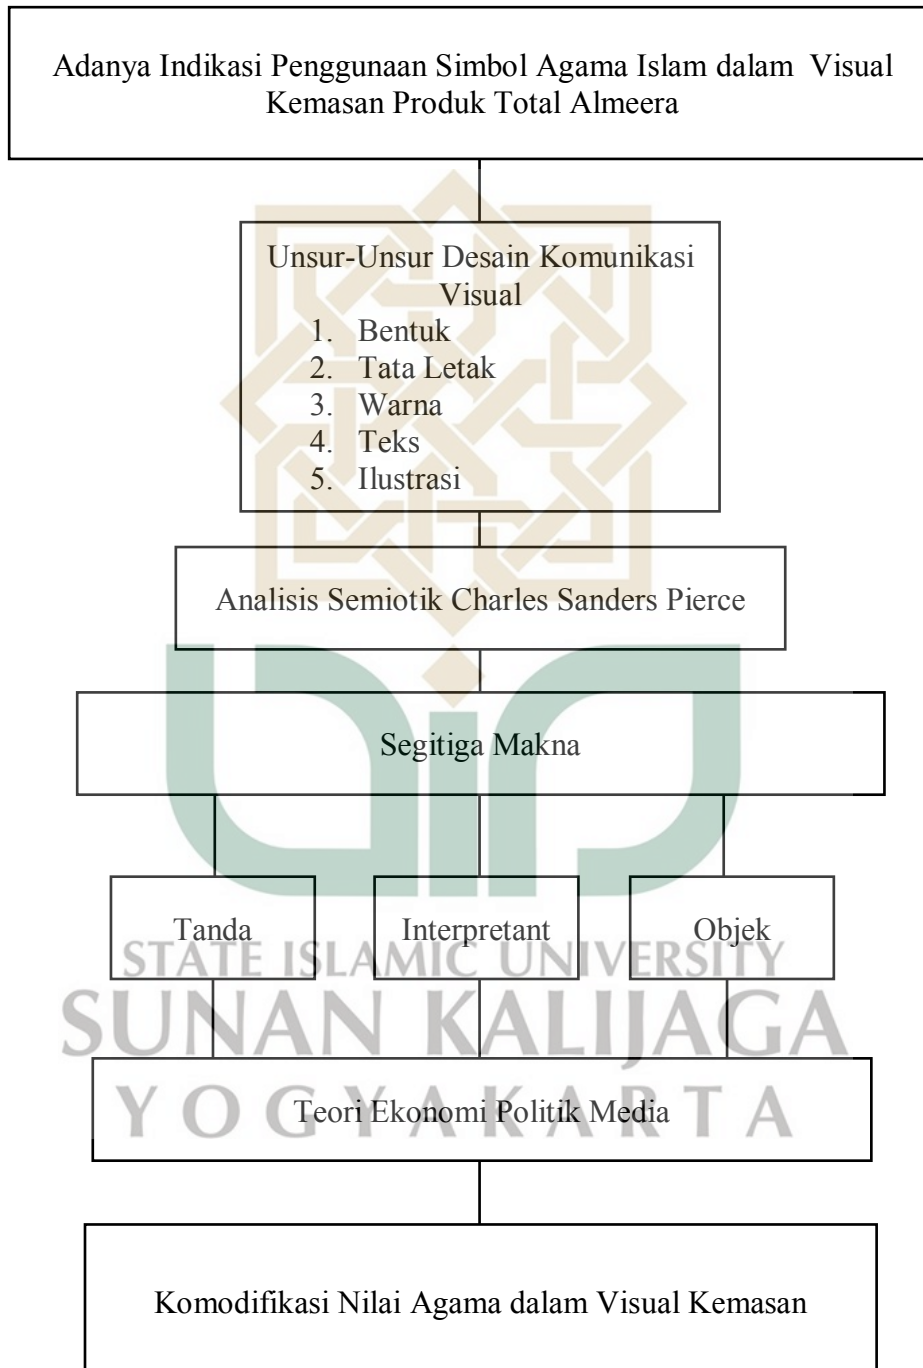 Adanya Indikasi Penggunaan Simbol Agama Islam dalam Visual
Kemasan Produk Total Almeera
Unsur-Unsur Desain Komunikasi
Visual
1. Bentuk
2. Tata Letak
3. Warna
4. Teks
5. Ilustrasi
Analisis Semiotik Charles Sanders Pierce
Segitiga Makna
Tanda Interpretant Objek
STATE ISLAMIC UNIVERSITY
SUNAN KALIJAGA
YOGYAKARTA
Teori Ekonomi Politik Media
Komodifikasi Nilai Agama dalam Visual Kemasan